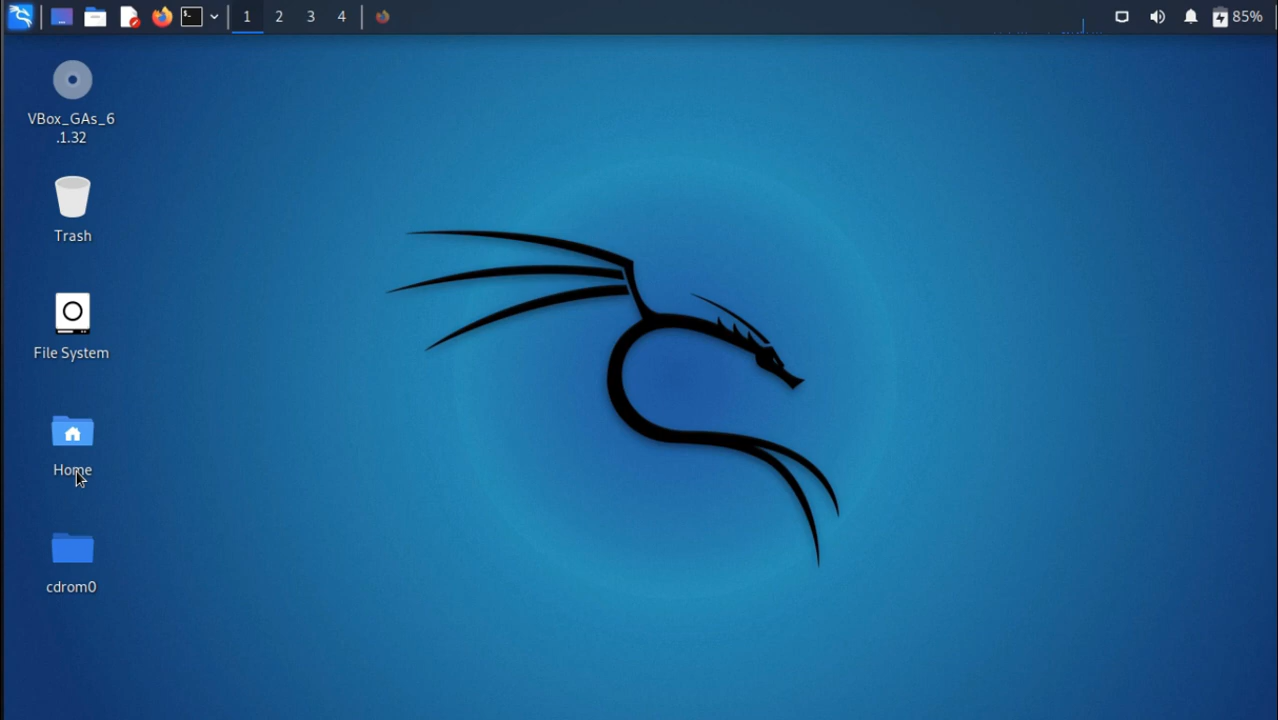 1 2 3 4 85%
VBox_GAs_6
.1.32
Trash
File System
Home
cdrom0